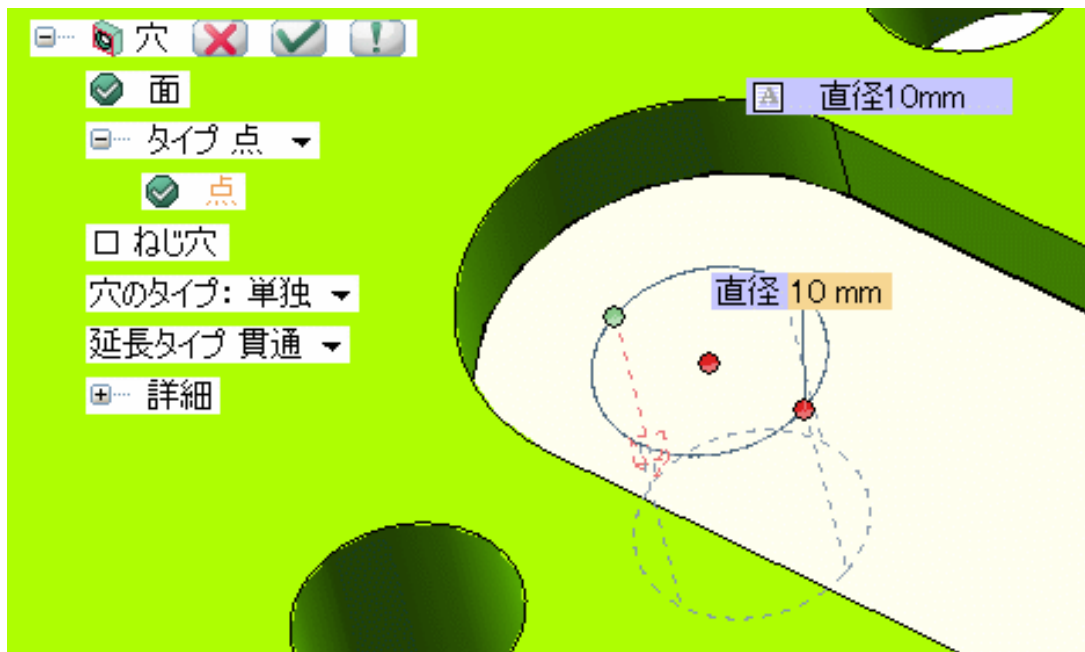 穴
直径10mm
面
タイプ 点
点
ねじ穴
直径 10 mm
穴のタイプ: 単独
延長タイプ 貫通
詳細